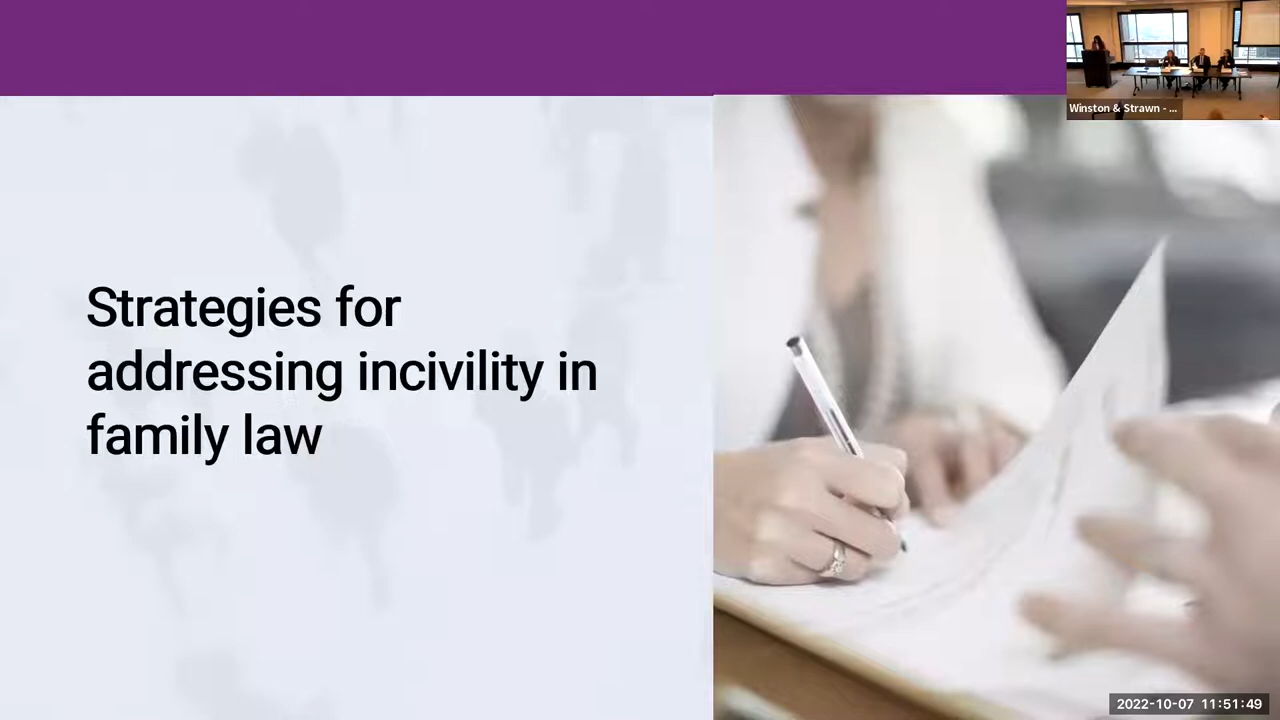 Winston & Strawn - ...
Strategies for
addressing incivility in
family law
2022-10-07 11:51:49